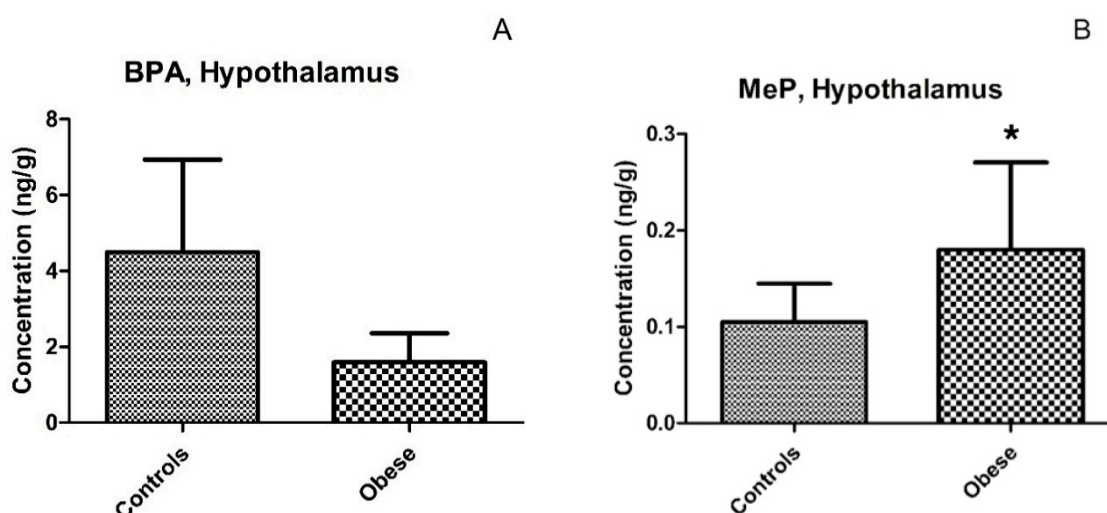 A
BPA, Hypothalamus
Concentration (ng/g)
8
6
4
2
0
Controls
Obese
B
MeP, Hypothalamus
Concentration (ng/g)
0.3
0.2
0.1
0.0
*
Controls
Obese